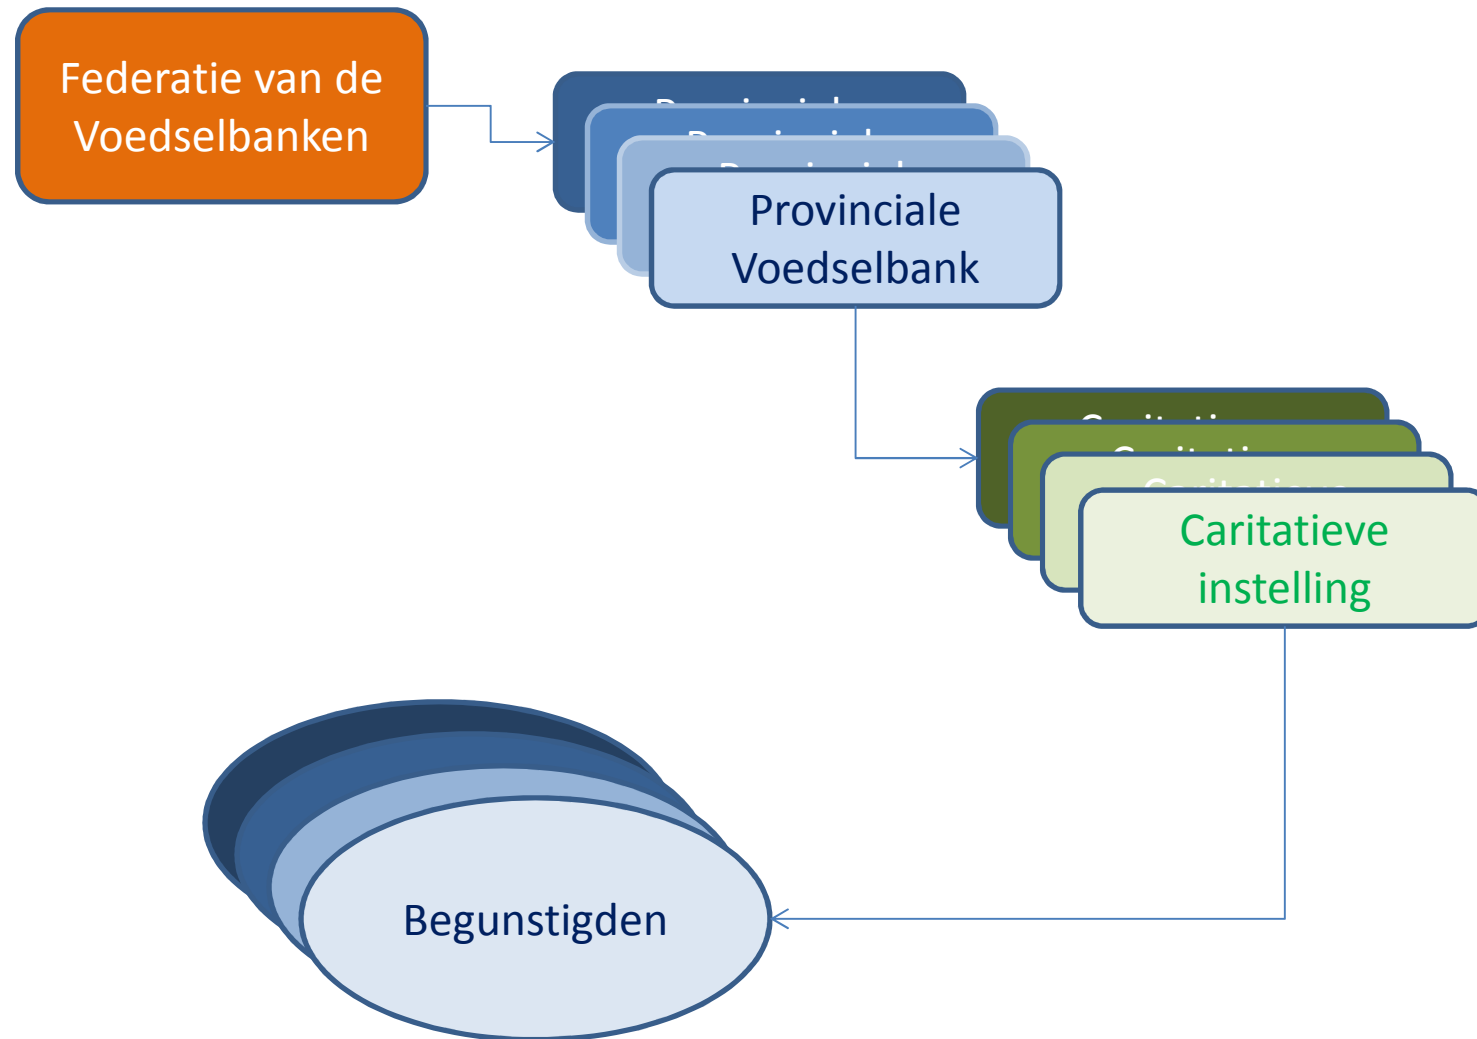 Federatie van de
Voedselbanken
Provinciale
Voedselbank
Caritatieve
instelling
Begunstigden